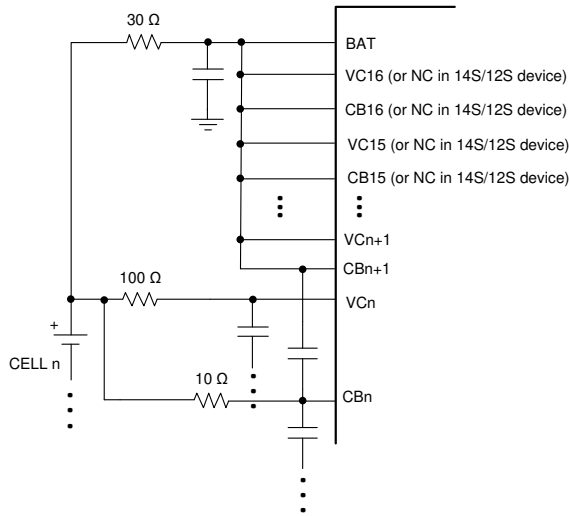 30 Ω
BAT
VC16 (or NC in 14S/12S device)
CB16 (or NC in 14S/12S device)
VC15 (or NC in 14S/12S device)
CB15 (or NC in 14S/12S device)
VCn+1
CBn+1
100 Ω
VCn
+
CELL n
10 Ω
CBn